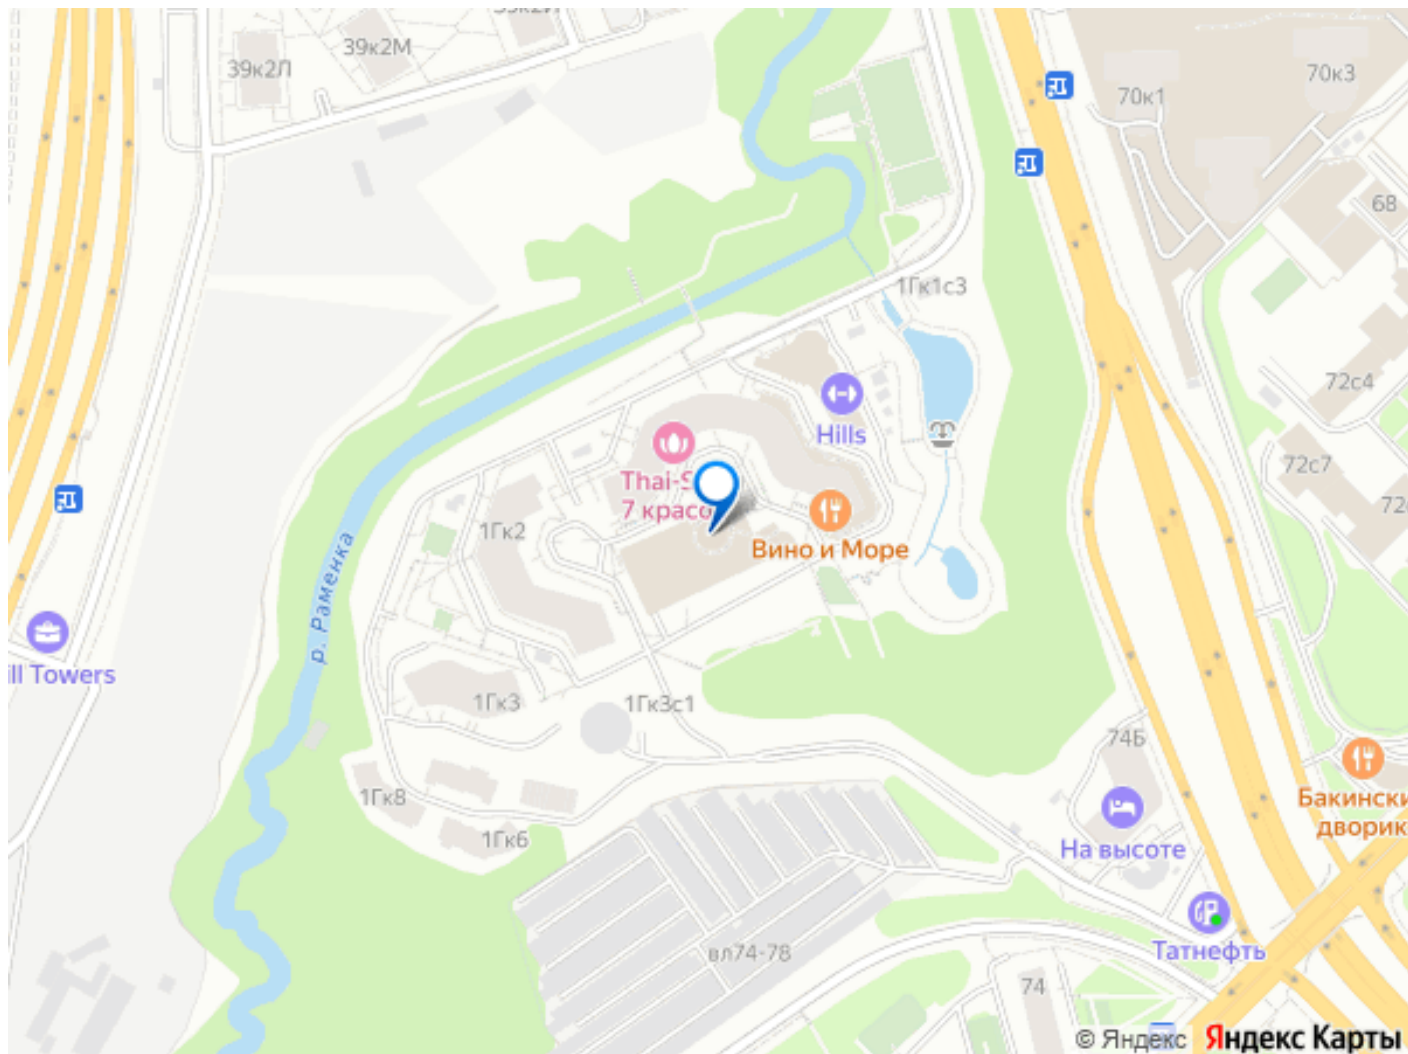 39к2М
39к2Л
70к3
70к1
68
1Гк1с3
72с4
Hills
72с7
Thai-S
7 красо
1Гк2
Вино и Море
р. Раменка
ill Towers
1Гк3
1Гк3с1
74Б
1Гк8
Бакински
дворик
1Гк6
На высоте
вл74-78
Татнефть
74
© Яндекс Яндекс Карты